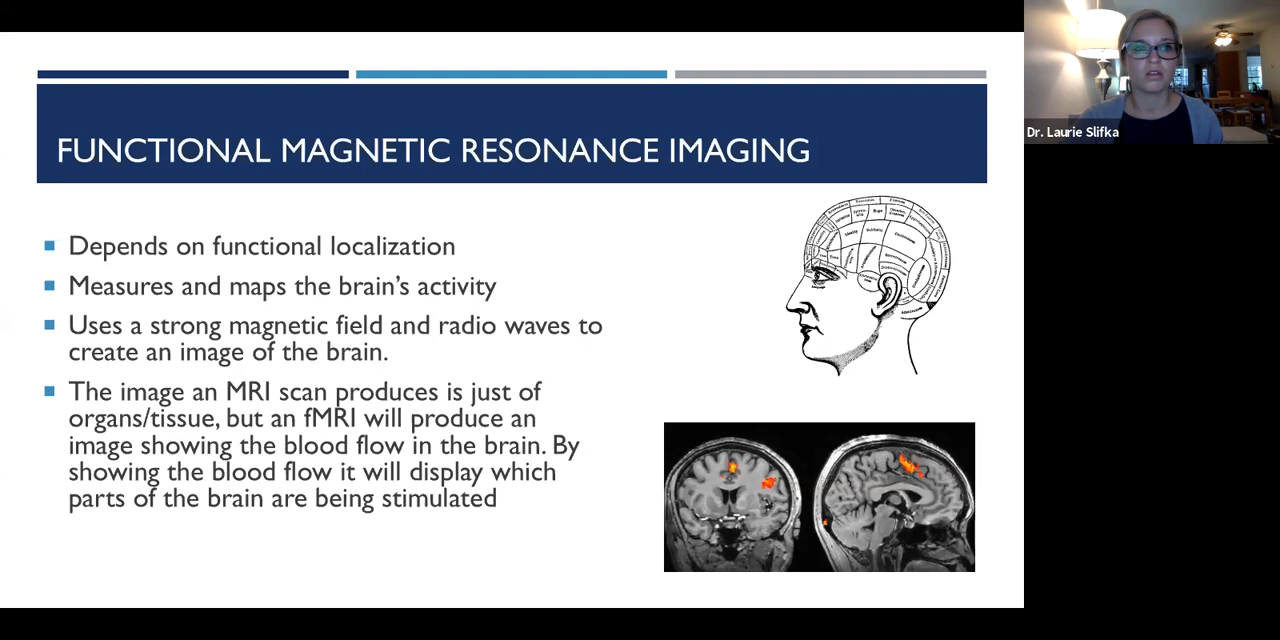 FUNCTIONAL MAGNETIC RESONANCE IMAGING
Dr. Laurie Slifka
Depends on functional localization
Measures and maps the brain’s activity
Uses a strong magnetic field and radio waves to
create an image of the brain.
The image an MRI scan produces is just of
organs/tissue, but an fMRI will produce an
image showing the blood flow in the brain. By
showing the blood flow it will display which
parts of the brain are being stimulated